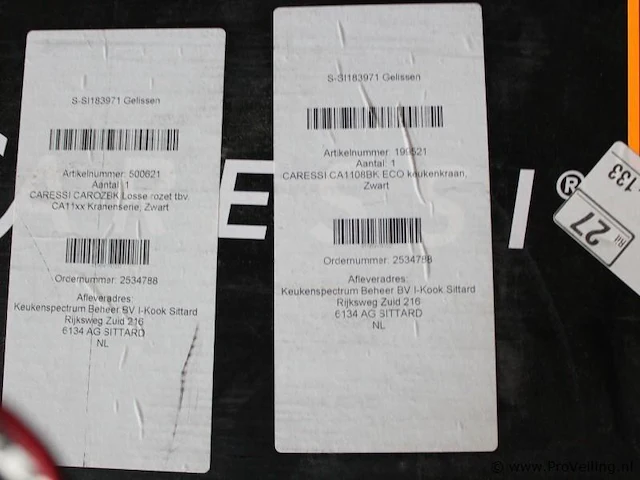 S-SI183971 Gelissen
Artikelnummer: 500621
Aantal: 1
CARESSI CAROZBK Losse rozet tbv.
CA11xx Kranenserie, Zwart
Ordernummer: 2534788
Afleveradres:
Keukenspectrum Beheer BV I-Kook Sittard
Rijksweg Zuid 216
6134 AG SITTARD
NL
S-SI183971 Gelissen
Artikelnummer: 199521
Aantal: 1
CARESSI CA1108BK ECO keukenkraan,
Zwart
Ordernummer: 2534788
Afleveradres:
Keukenspectrum Beheer BV I-Kook Sittard
Rijksweg Zuid 216
6134 AG SITTARD
NL
CARESSI®
133
Rd 27
© www.ProVeiling.nl